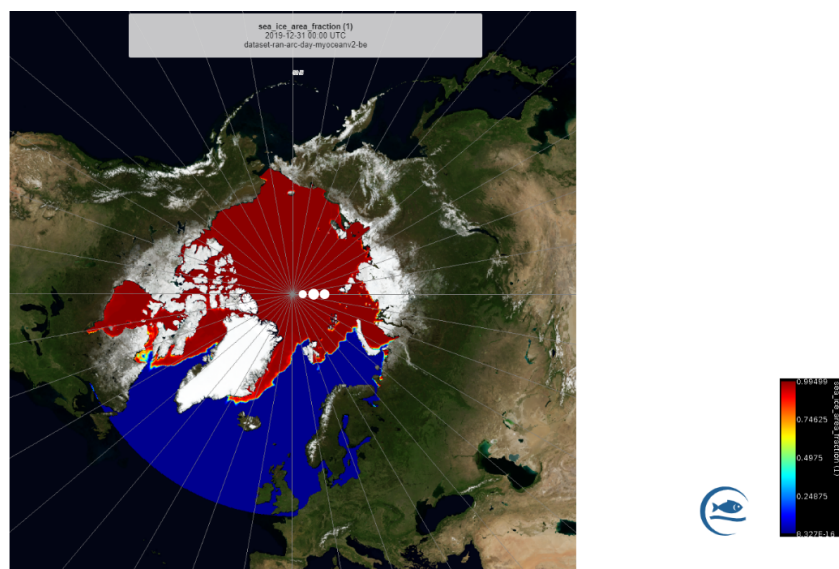 sea_ice_area_fraction (1)
2019-12-31 00:00 UTC
dataset-ran-arc-day-myoceanv2-be
0.99499
0.74625
0.4975
0.24875
8.327E-16
sea_ice_area_fraction (1)